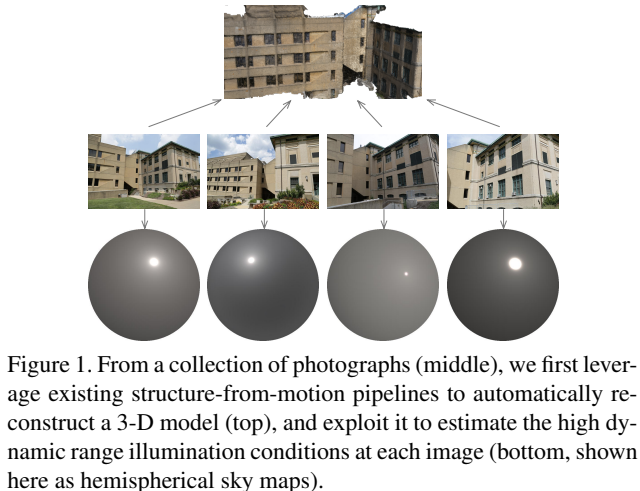 Figure 1. From a collection of photographs (middle), we first lever-
age existing structure-from-motion pipelines to automatically re-
construct a 3-D model (top), and exploit it to estimate the high dy-
namic range illumination conditions at each image (bottom, shown
here as hemispherical sky maps).